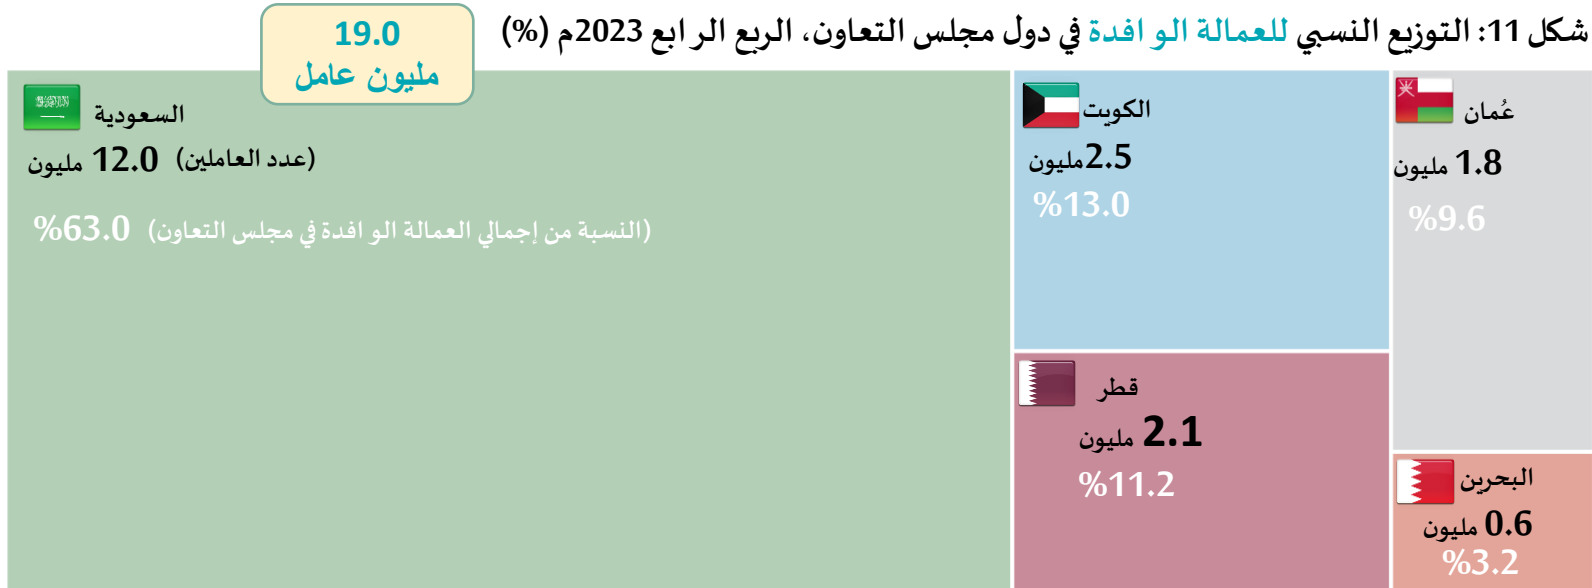 شكل 11: التوزيع النسبي للعمالة الوافدة في دول مجلس التعاون، الربع الرابع 2023م (%)
19.0
مليون عامل
السعودية
(عدد العاملين) 12.0 مليون
(النسبة من إجمالي العمالة الوافدة في مجلس التعاون) %63.0
الكويت
2.5مليون
%13.0
عُمان
1.8 مليون
%9.6
قطر
2.1 مليون
%11.2
البحرين
0.6 مليون
%3.2